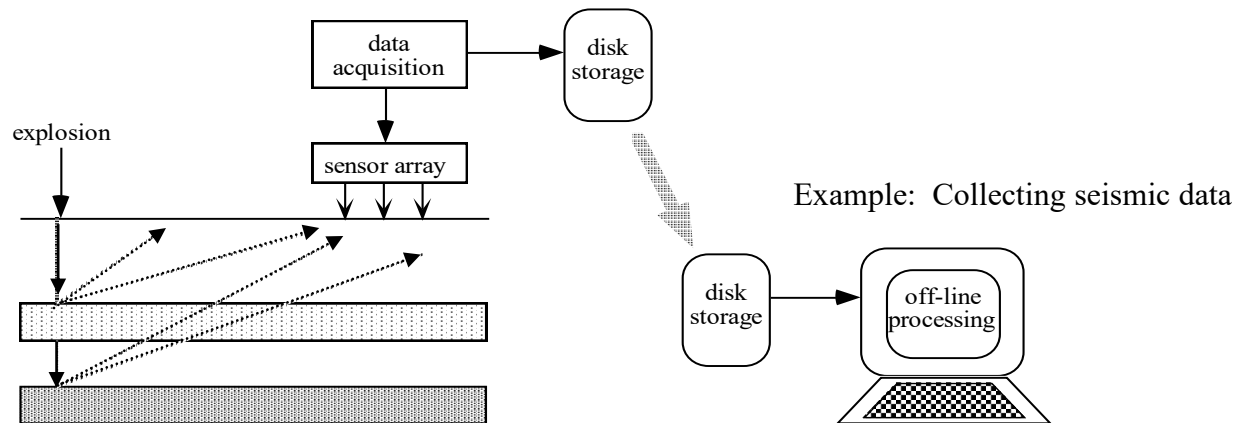 data
acquisition
disk
storage
explosion
sensor array
Example: Collecting seismic data
disk
storage
off-line
processing